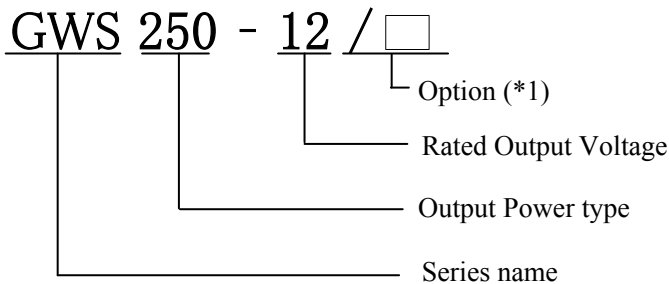 GWS 250 - 12 / □
Option (*1)
Rated Output Voltage
Output Power type
Series name